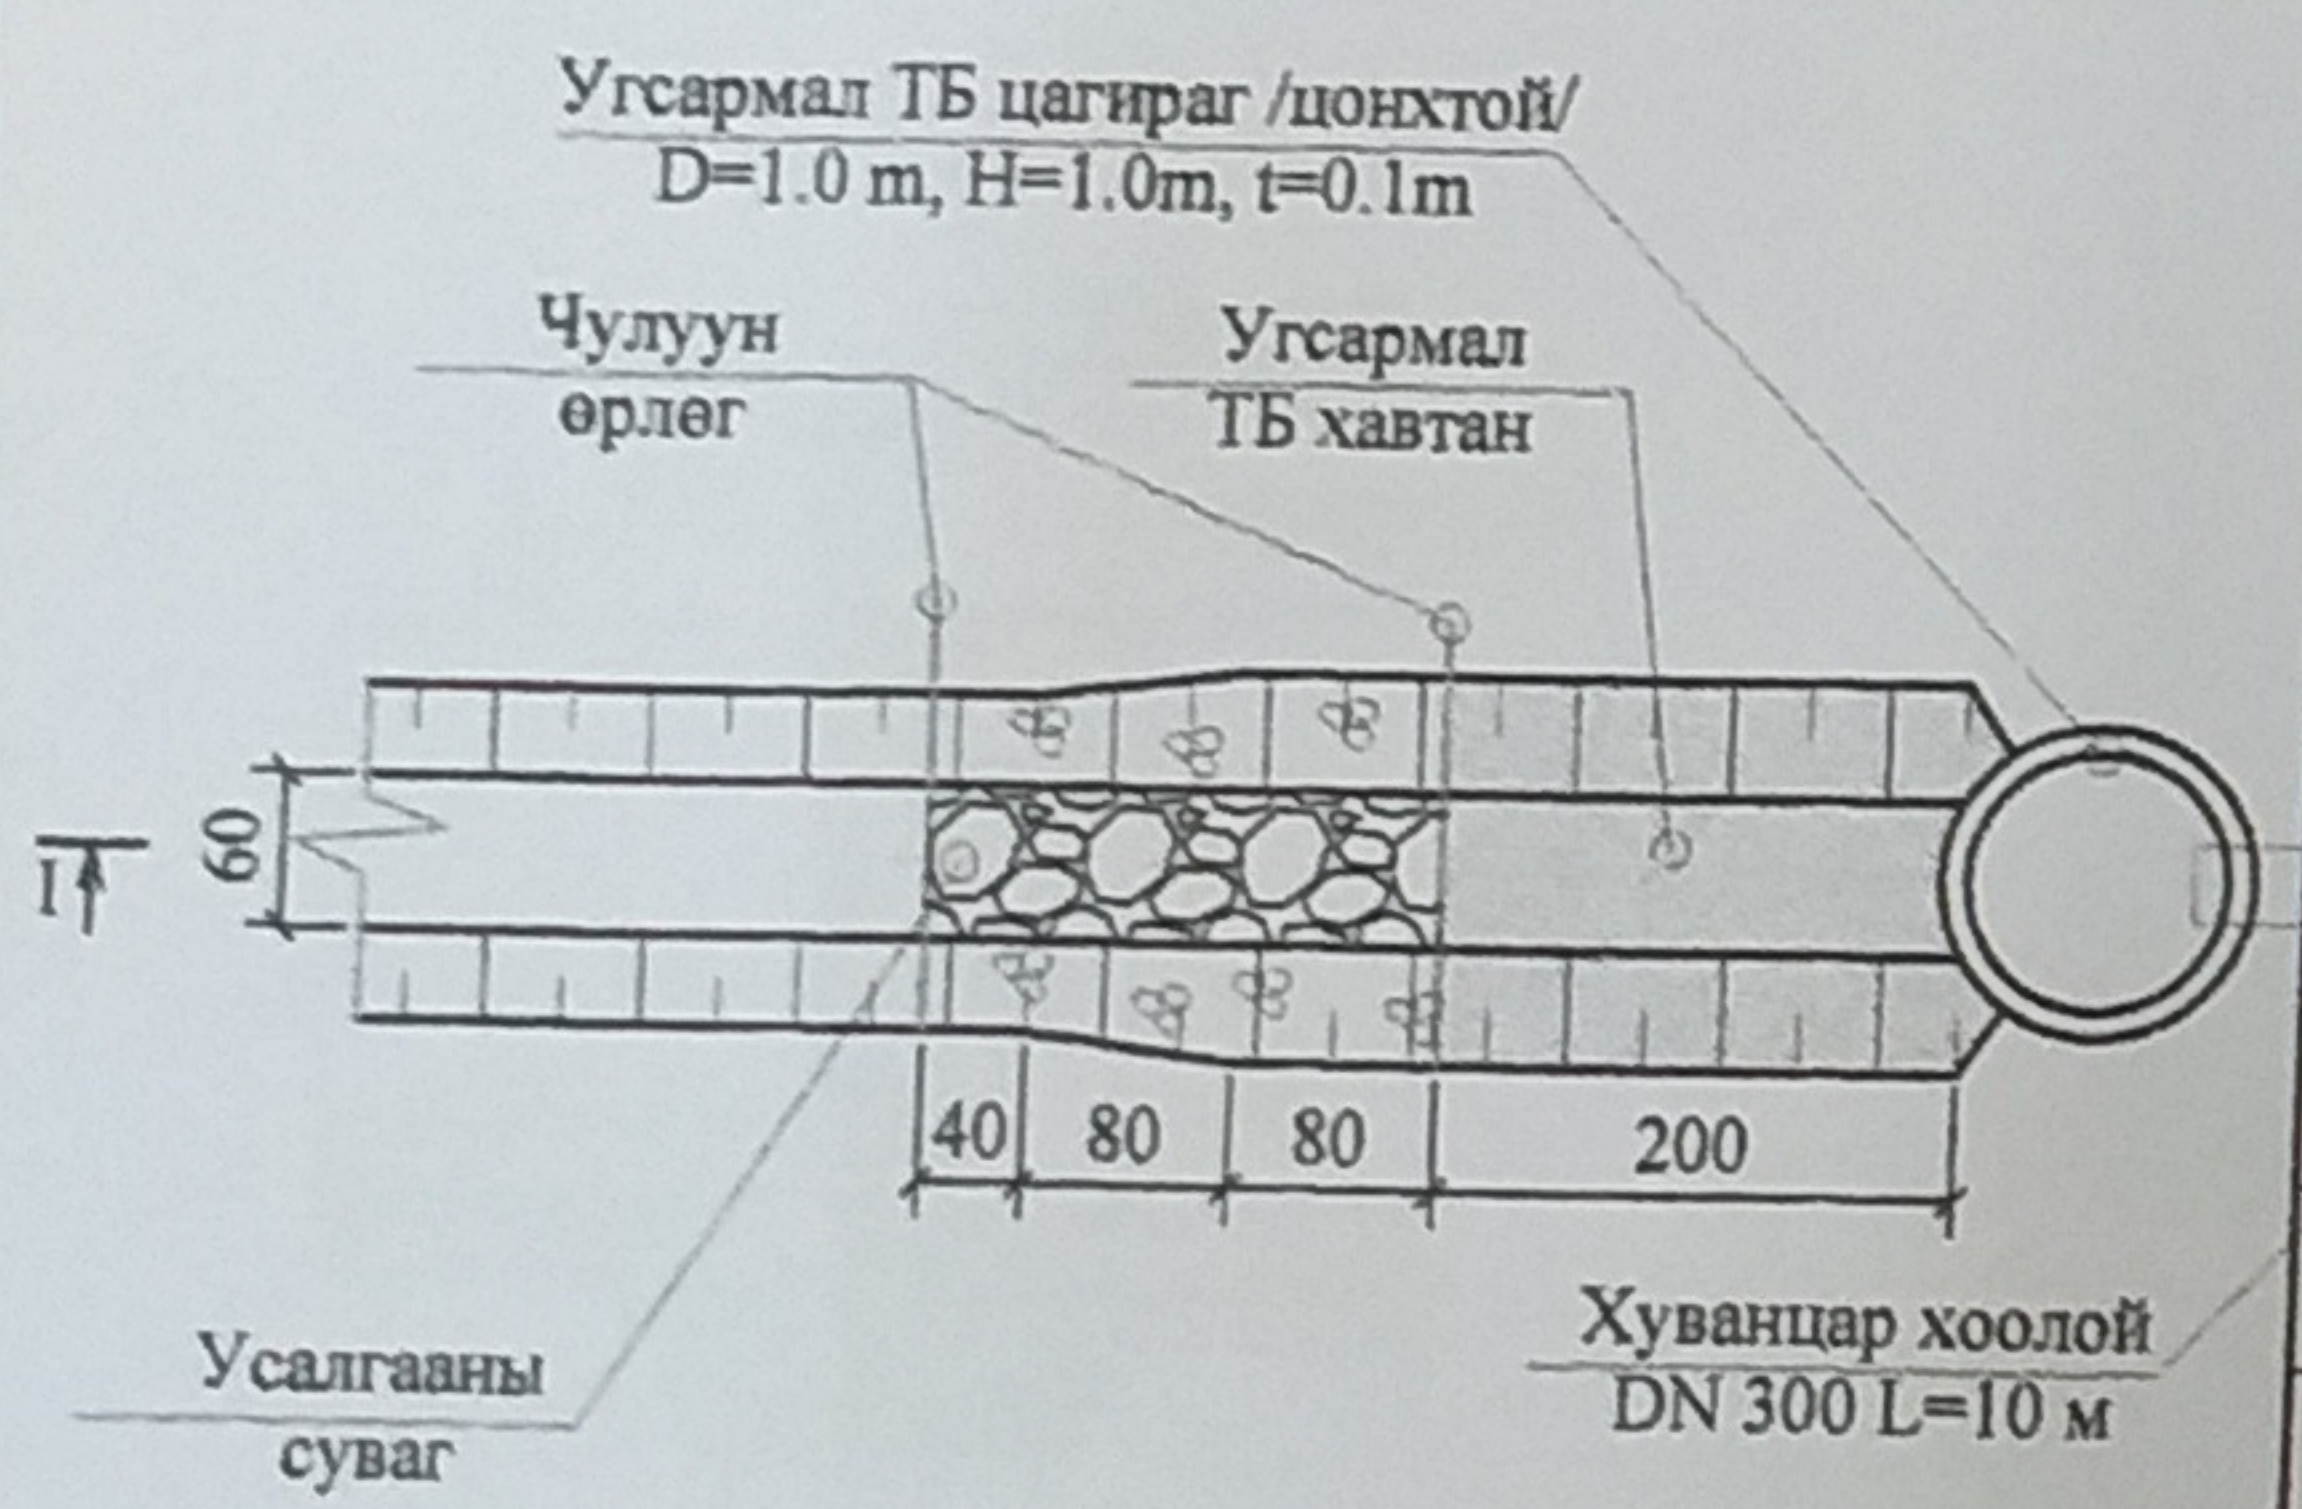 Угсармал ТБ цагираг /цонхтой/
D=1.0 m, H=1.0m, t=0.1m
Чулуун
өрлөг
Угсармал
ТБ хавтан
60
I
40 80 80 200
Усалгааны
суваг
Хуванцар хоолой
DN 300 L=10 м